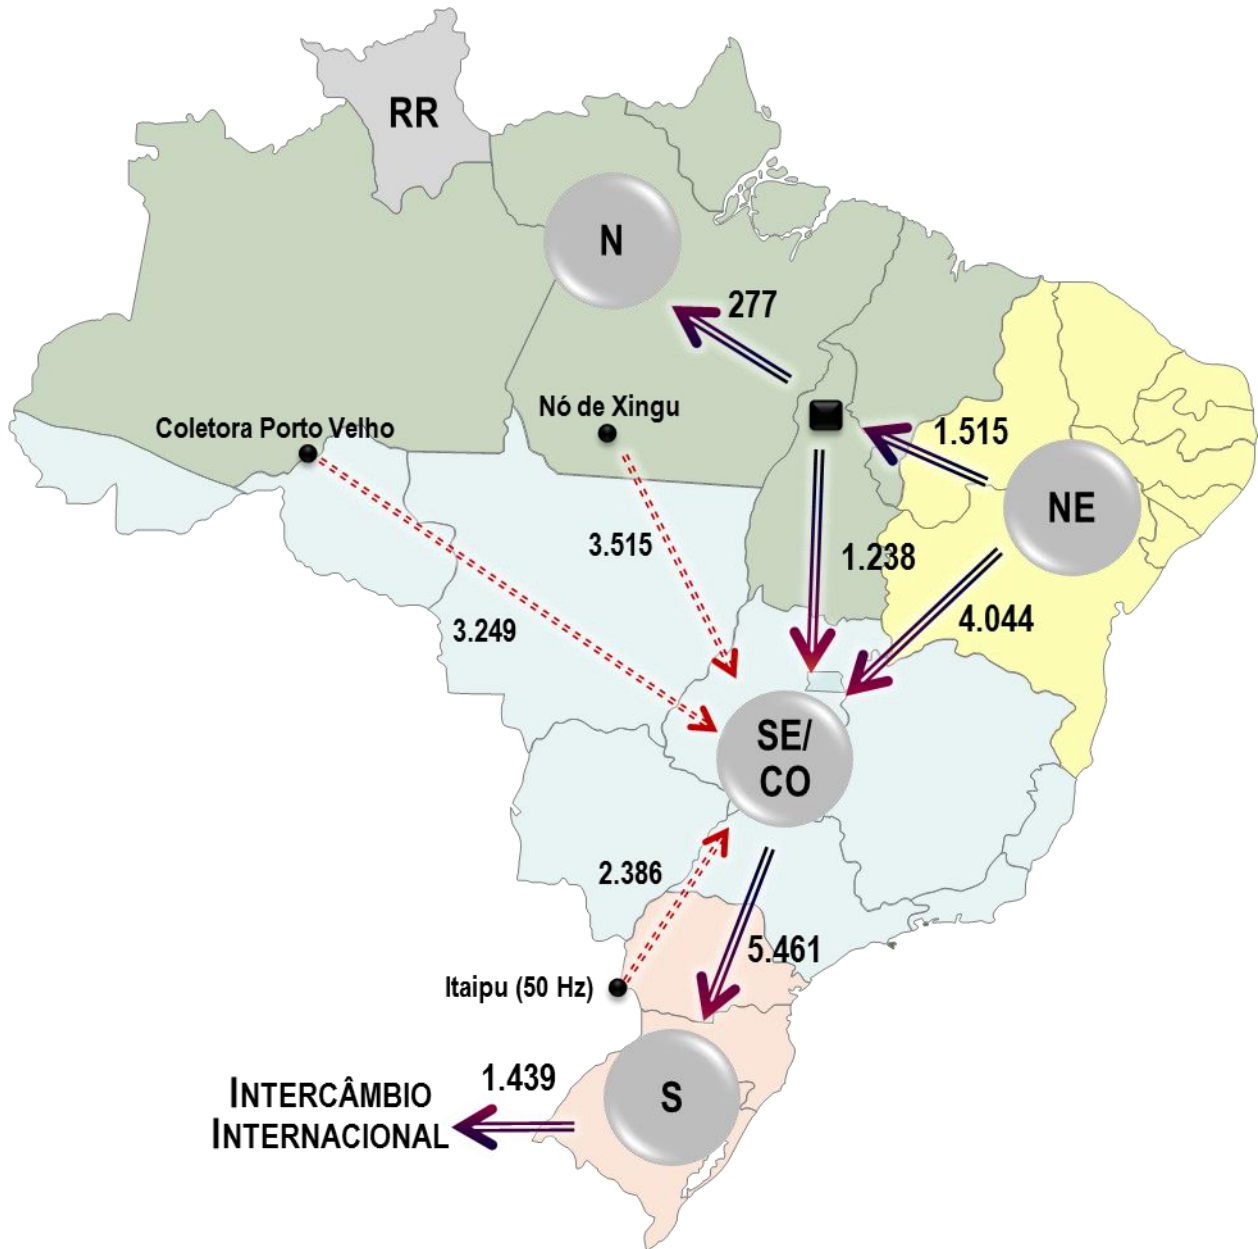 RR
N
277
Nó de Xingu
Coletora Porto Velho
1.515
NE
3.515
1.238
4.044
3.249
SE/
CO
2.386
5.461
Itaipu (50 Hz)
1.439
INTERCÂMBIO
INTERNACIONAL
S